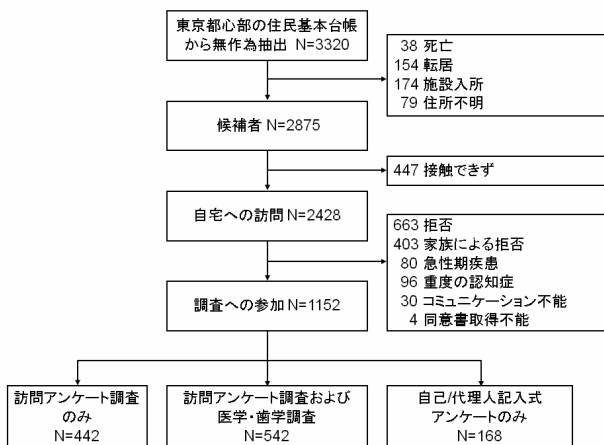 東京都心部の住民基本台帳
から無作為抽出 N=3320
38 死亡
154 転居
174 施設入所
79 住所不明
候補者 N=2875
447 接触できず
自宅への訪問 N=2428
663 拒否
403 家族による拒否
80 急性期疾患
96 重度の認知症
30 コミュニケーション不能
4 同意書取得不能
調査への参加 N=1152
訪問アンケート調査
のみ
N=442
訪問アンケート調査および
医学・歯学調査
N=542
自己/代理人記入式
アンケートのみ
N=168